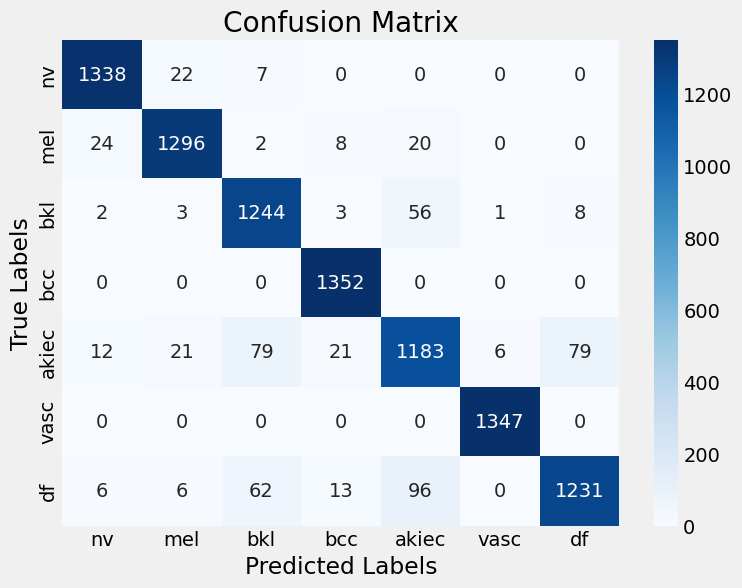 Confusion Matrix
nv 1338 22 7 0 0 0 0
mel 24 1296 2 8 20 0 0
bkl 2 3 1244 3 56 1 8
bcc 0 0 0 1352 0 0 0
akiec 12 21 79 21 1183 6 79
vasc 0 0 0 0 0 1347 0
df 6 6 62 13 96 0 1231
nv mel bkl bcc akiec vasc df
Predicted Labels
True Labels
1200
1000
800
600
400
200
0